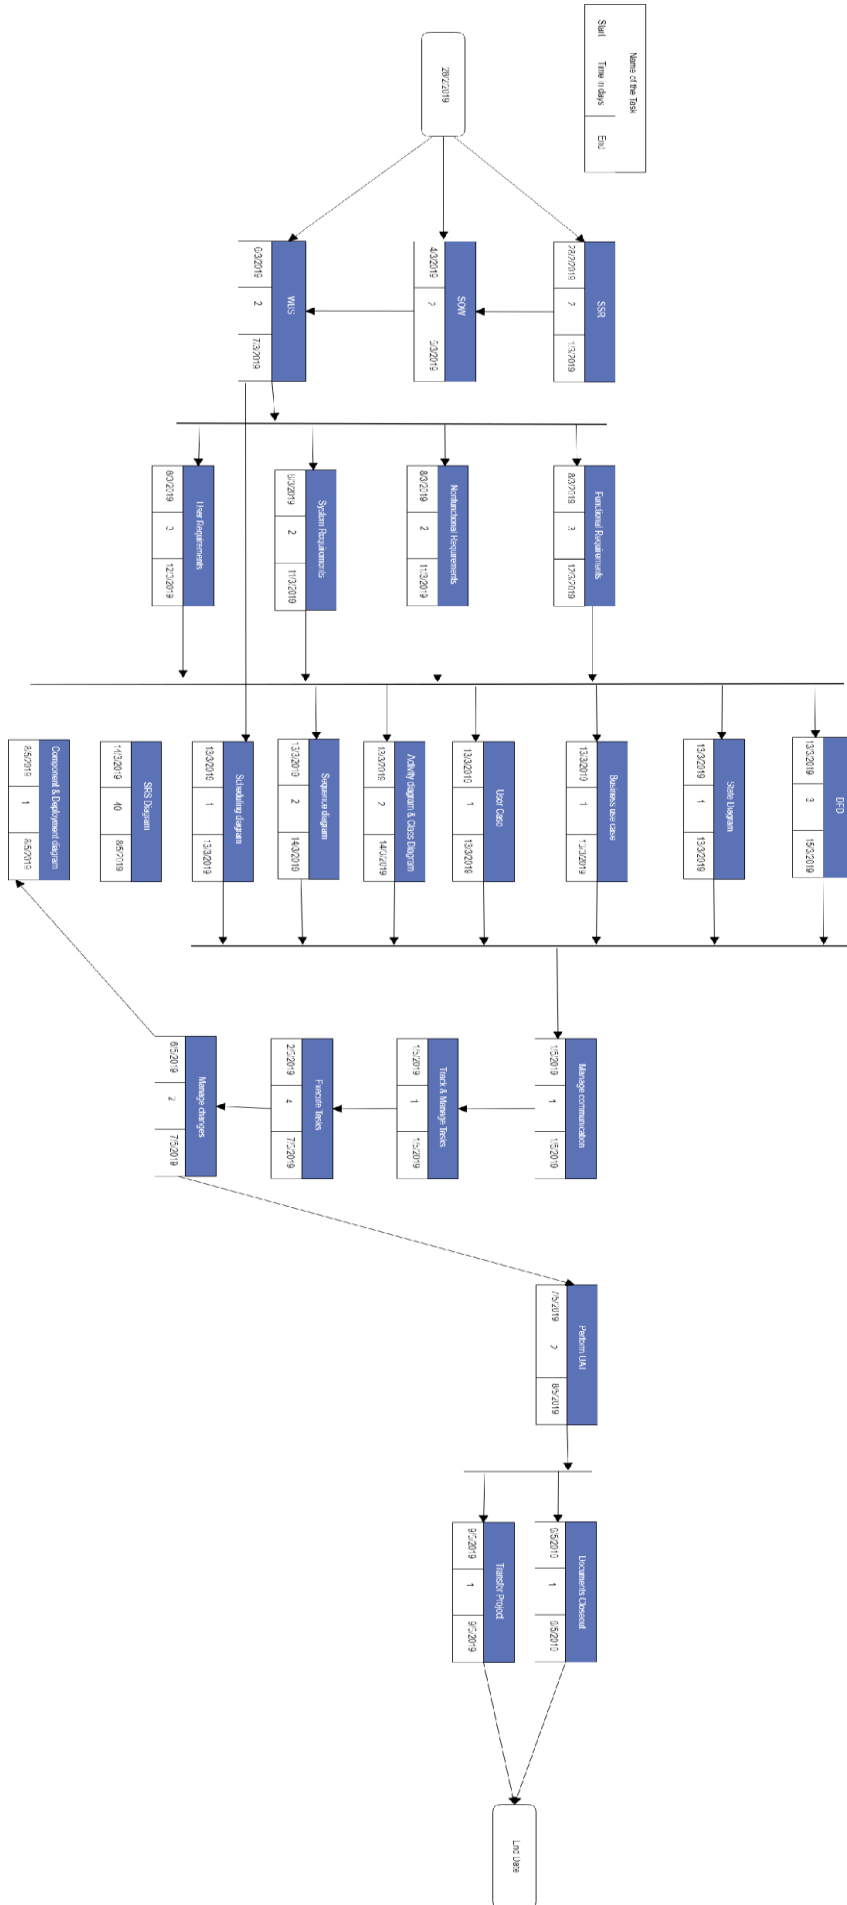 Name of the Task
Start Time in days End
28/2/2019
SSR
28/2/2019 2 1/3/2019
SOW
4/3/2019 2 5/3/2019
WBS
6/3/2019 2 7/3/2019
Functional Requirements
8/3/2019 3 12/3/2019
Nonfunctional Requirements
8/3/2019 2 11/3/2019
System Requirements
8/3/2019 2 11/3/2019
User Requirements
8/3/2019 3 12/3/2019
DFD
13/3/2019 3 15/3/2019
State Diagram
13/3/2019 1 13/3/2019
Business use case
13/3/2019 1 13/3/2019
User Case
13/3/2019 1 13/3/2019
Activity diagram & Class Diagram
13/3/2019 2 14/3/2019
Sequence diagram
13/3/2019 2 14/3/2019
Scheduling diagram
13/3/2019 1 13/3/2019
SRS Diagram
14/3/2019 40 8/5/2019
Component & Deployment diagram
8/5/2019 1 8/5/2019
Manage communication
1/5/2019 1 1/5/2019
Track & Manage Tasks
1/5/2019 1 1/5/2019
Execute Tasks
2/5/2019 4 7/5/2019
Manage changes
6/5/2019 2 7/5/2019
Perform UAT
7/5/2019 2 8/5/2019
Documents Closeout
9/5/2019 1 9/5/2019
Transfer Project
9/5/2019 1 9/5/2019
End Date